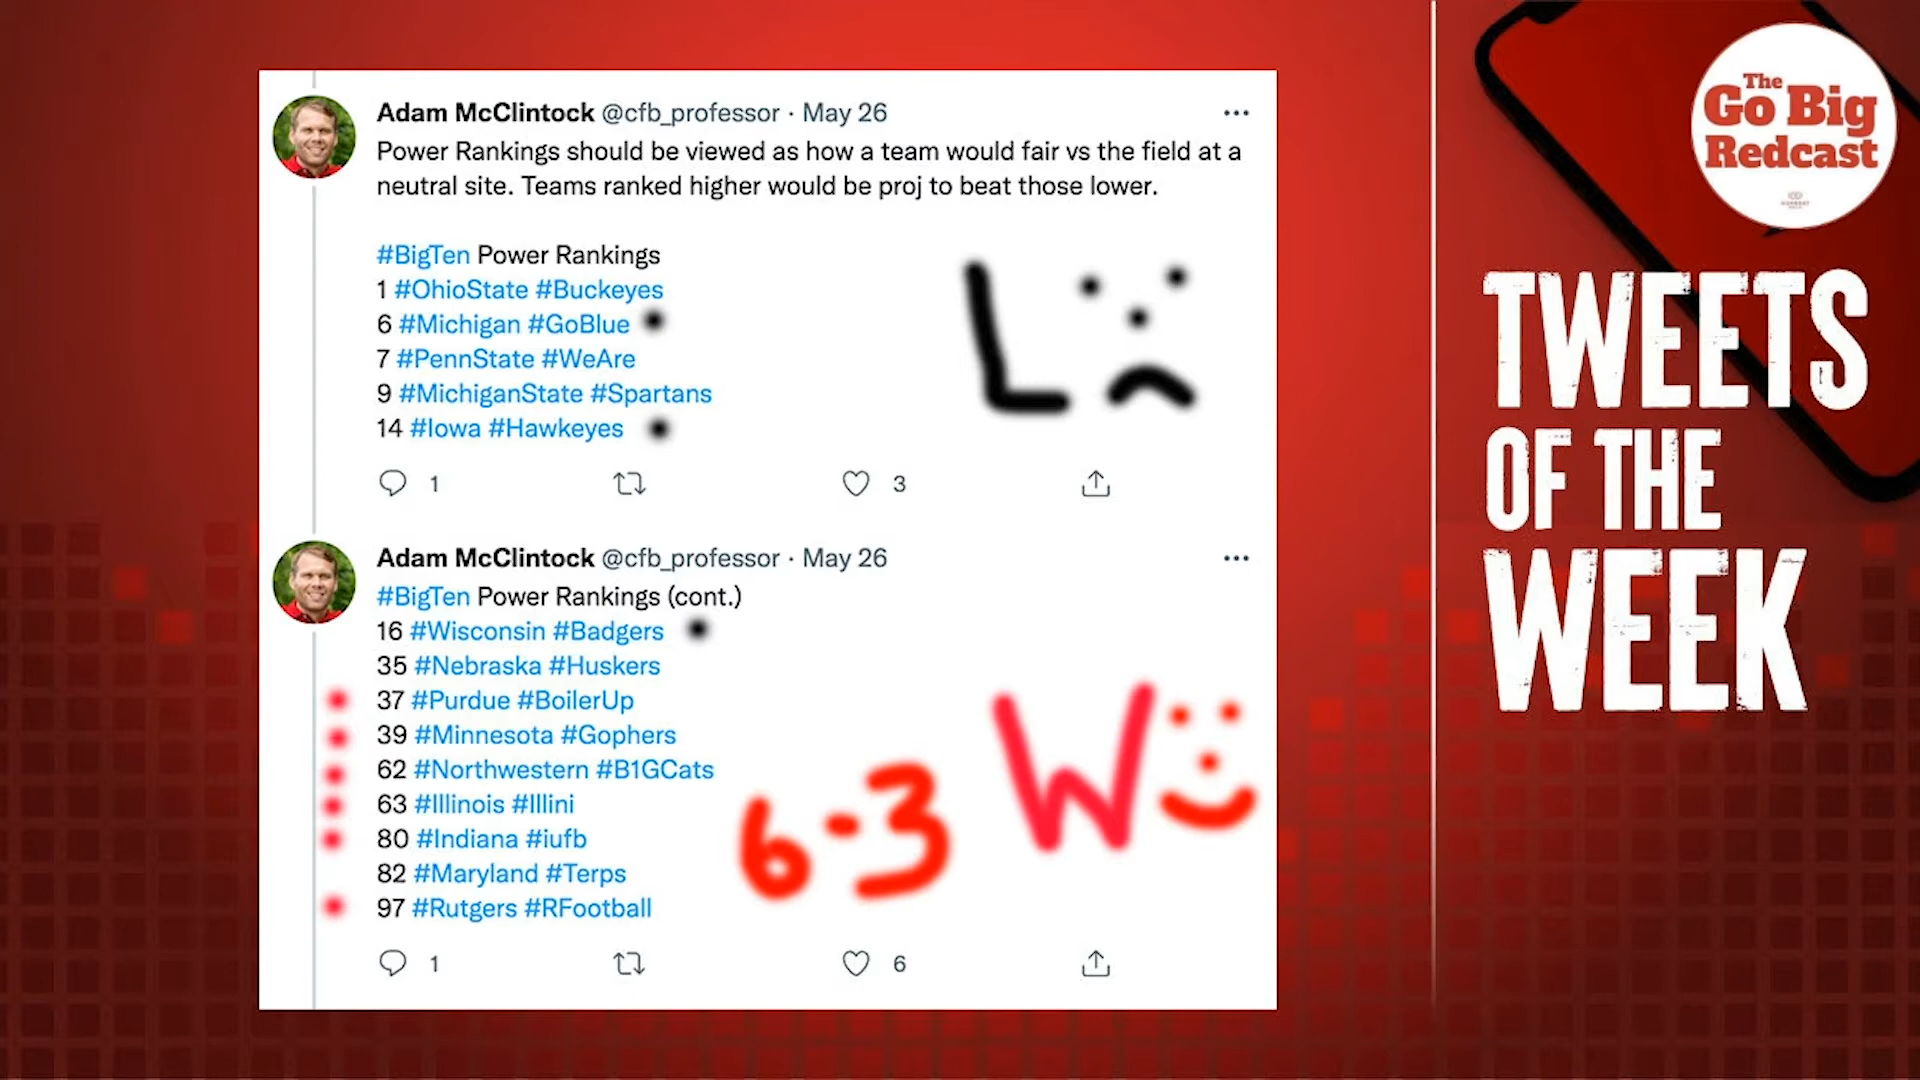 Adam McClintock @cfb_professor · May 26
Power Rankings should be viewed as how a team would fair vs the field at a
neutral site. Teams ranked higher would be proj to beat those lower.
#BigTen Power Rankings
1 #OhioState #Buckeyes
6 #Michigan #GoBlue
7 #PennState #WeAre
9 #MichiganState #Spartans
14 #Iowa #Hawkeyes
L
1
3
Adam McClintock @cfb_professor · May 26
#BigTen Power Rankings (cont.)
16 #Wisconsin #Badgers
35 #Nebraska #Huskers
37 #Purdue #BoilerUp
39 #Minnesota #Gophers
62 #Northwestern #B1GCats
63 #Illinois #Illini
80 #Indiana #iufb
82 #Maryland #Terps
97 #Rutgers #RFootball
6-3
W
1
6
The
Go Big
Redcast
TWEETS
OF THE
WEEK